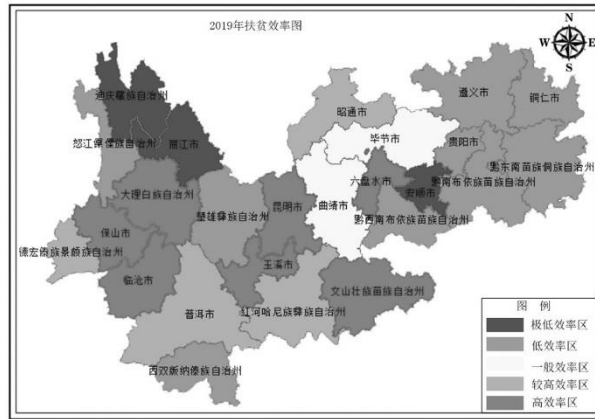 2019年扶贫效率图
N
W E
S
迪庆藏族自治州
怒江傈僳族自治州
丽江市
昭通市
遵义市
铜仁市
毕节市
贵阳市
黔东南苗族侗族自治州
大理白族自治州
六盘水市
安顺市
黔南布依族苗族自治州
楚雄彝族自治州
昆明市
曲靖市
黔西南布依族苗族自治州
保山市
德宏傣族景颇族自治州
临沧市
玉溪市
文山壮族苗族自治州
普洱市
红河哈尼族彝族自治州
西双版纳傣族自治州
图 例
极低效率区
低效率区
一般效率区
较高效率区
高效率区